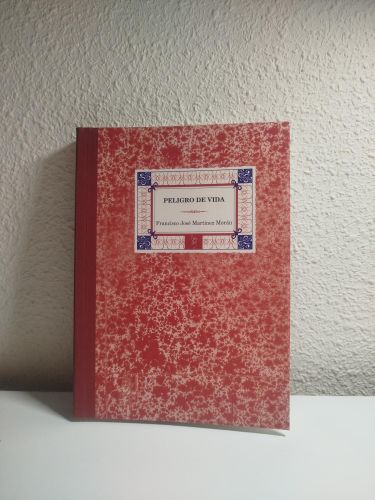 PELIGRO DE VIDA
Francisco José Martínez Morán